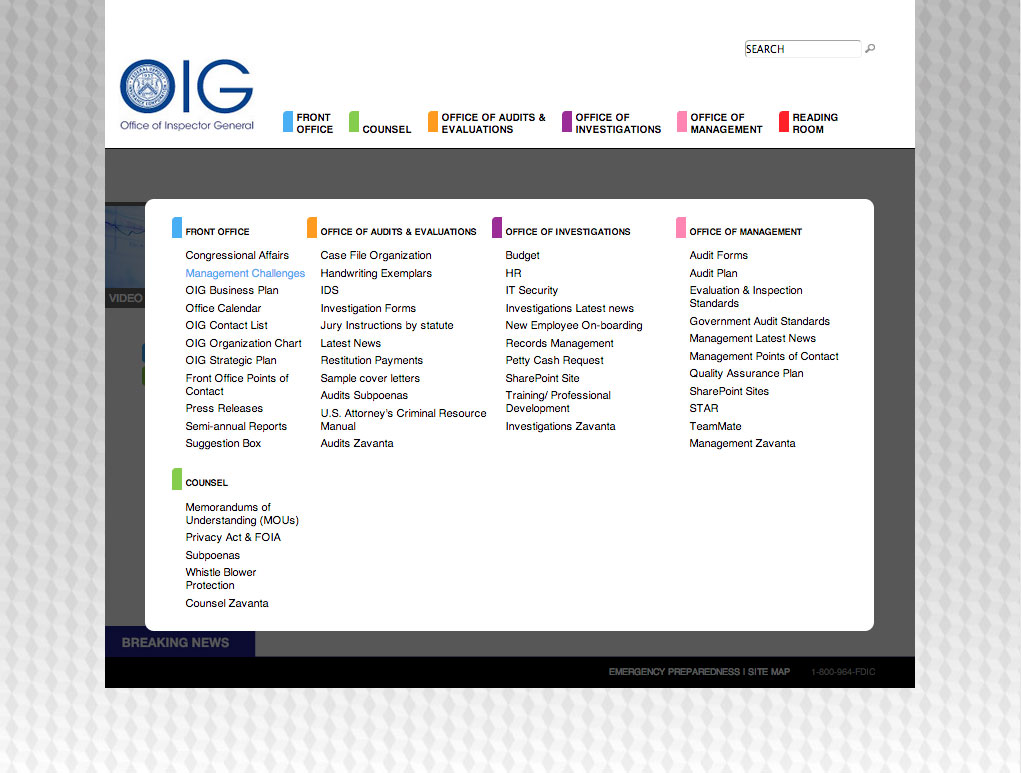 SEARCH
OIG
Office of Inspector General
FRONT
OFFICE
COUNSEL
OFFICE OF AUDITS &
EVALUATIONS
OFFICE OF
INVESTIGATIONS
OFFICE OF
MANAGEMENT
READING
ROOM
FRONT OFFICE
Congressional Affairs
Management Challenges
OIG Business Plan
Office Calendar
OIG Contact List
OIG Organization Chart
OIG Strategic Plan
Front Office Points of
Contact
Press Releases
Semi-annual Reports
Suggestion Box
OFFICE OF AUDITS & EVALUATIONS
Case File Organization
Handwriting Exemplars
IDS
Investigation Forms
Jury Instructions by statute
Latest News
Restitution Payments
Sample cover letters
Audits Subpoenas
U.S. Attorney's Criminal Resource
Manual
Audits Zavanta
OFFICE OF INVESTIGATIONS
Budget
HR
IT Security
Investigations Latest news
New Employee On-boarding
Records Management
Petty Cash Request
SharePoint Site
Training/ Professional
Development
Investigations Zavanta
OFFICE OF MANAGEMENT
Audit Forms
Audit Plan
Evaluation & Inspection
Standards
Government Audit Standards
Management Latest News
Management Points of Contact
Quality Assurance Plan
SharePoint Sites
STAR
TeamMate
Management Zavanta
COUNSEL
Memorandums of
Understanding (MOUs)
Privacy Act & FOIA
Subpoenas
Whistle Blower
Protection
Counsel Zavanta
VIDEO
BREAKING NEWS
EMERGENCY PREPAREDNESS | SITE MAP
1-800-964-FDIC